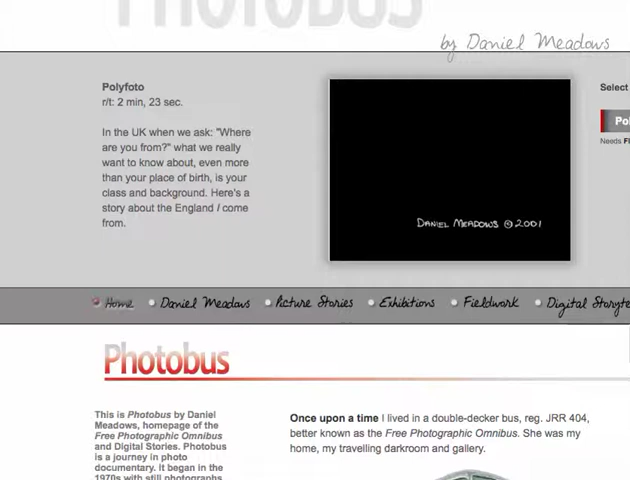 Photobus
by Daniel Meadows
Polyfoto
r/t: 2 min, 23 sec.
In the UK when we ask: "Where
are you from?" what we really
want to know about, even more
than your place of birth, is your
class and background. Here's a
story about the England I come
from.
DANIEL MEADOWS © 2001
Select
Needs
Home
Daniel Meadows
Picture Stories
Exhibitions
Fieldwork
Digital
Photobus
This is Photobus by Daniel
Meadows, homepage of the
Free Photographic Omnibus
and Digital Stories. Photobus
is a journey in photo
documentary. It began in the
1970s with still photographs
Once upon a time I lived in a double-decker bus, reg. JRR 404,
better known as the Free Photographic Omnibus. She was my
home, my travelling darkroom and gallery.